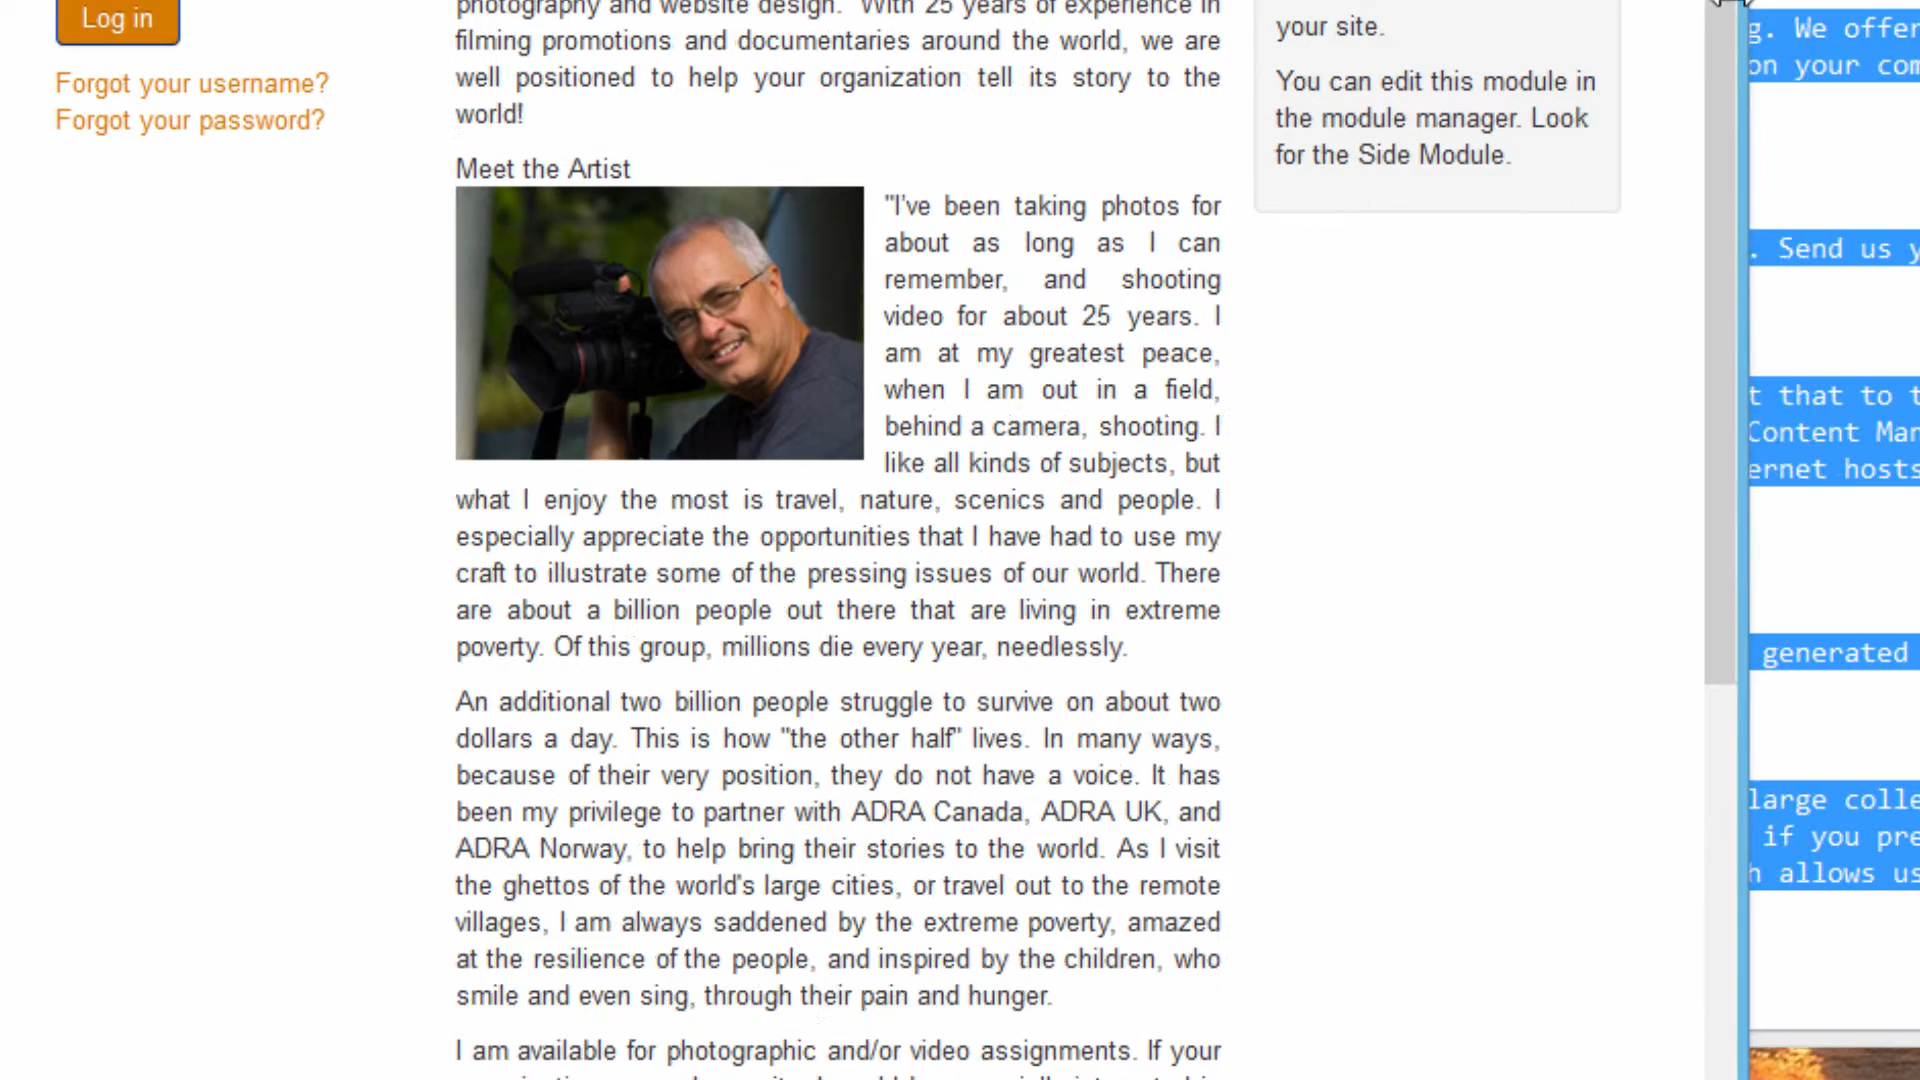 Log in
Forgot your username?
Forgot your password?
photography and website design. With 25 years of experience in
filming promotions and documentaries around the world, we are
well positioned to help your organization tell its story to the
world!
Meet the Artist
"I've been taking photos for
about as long as I can
remember, and shooting
video for about 25 years. I
am at my greatest peace,
when I am out in a field,
behind a camera, shooting. I
like all kinds of subjects, but
what I enjoy the most is travel, nature, scenics and people. I
especially appreciate the opportunities that I have had to use my
craft to illustrate some of the pressing issues of our world. There
are about a billion people out there that are living in extreme
poverty. Of this group, millions die every year, needlessly.
An additional two billion people struggle to survive on about two
dollars a day. This is how "the other half" lives. In many ways,
because of their very position, they do not have a voice. It has
been my privilege to partner with ADRA Canada, ADRA UK, and
ADRA Norway, to help bring their stories to the world. As I visit
the ghettos of the world's large cities, or travel out to the remote
villages, I am always saddened by the extreme poverty, amazed
at the resilience of the people, and inspired by the children, who
smile and even sing, through their pain and hunger.
I am available for photographic and/or video assignments. If your
your site.
You can edit this module in
the module manager. Look
for the Side Module.
g. We offer
on your com
. Send us y
t that to t
Content Man
ernet hosts
generated
large colle
if you pre
h allows us